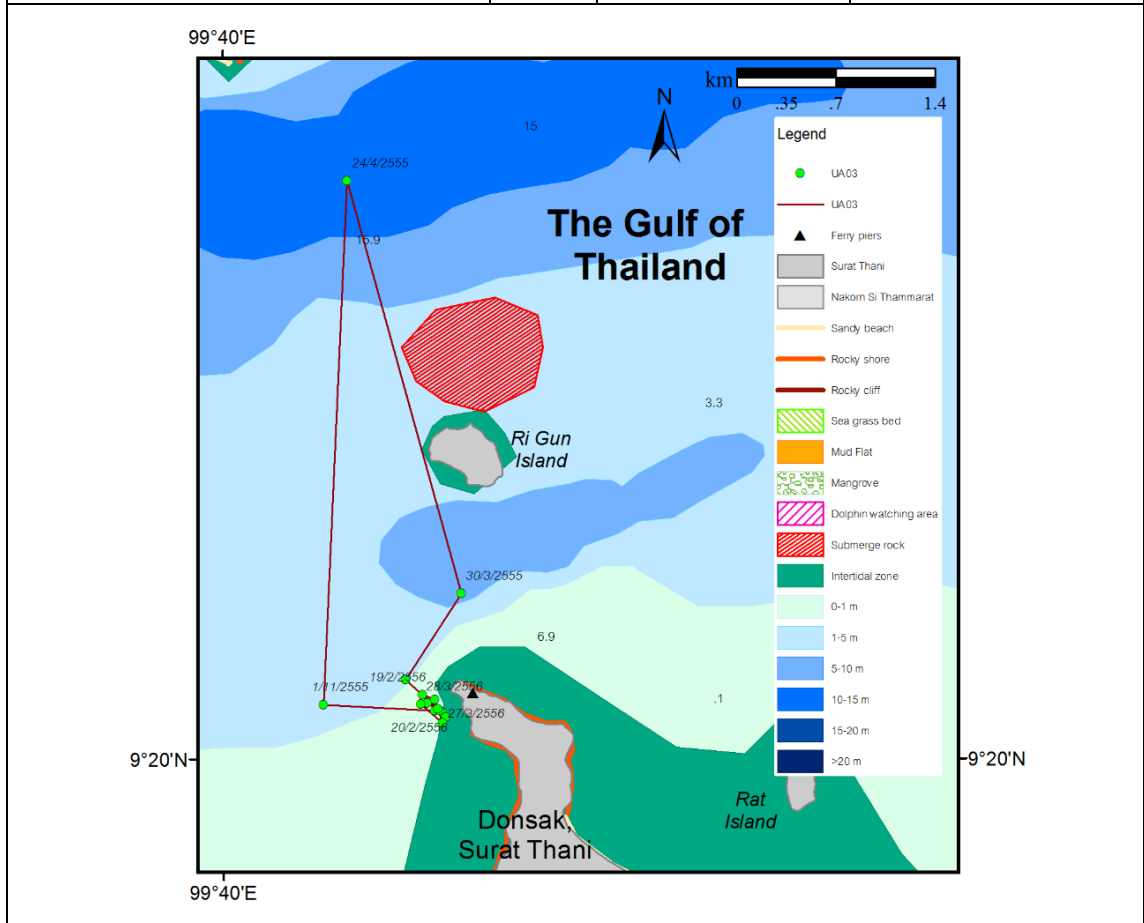 99°40'E
km
0 .35 .7 1.4
N
15
24/4/2555
The Gulf of
Thailand
15.9
3.3
Ri Gun
Island
30/3/2555
6.9
19/2/2556
28/3/2556
1/11/2555
27/3/2556
20/2/2556
.1
9°20'N
9°20'N
Rat
Island
Donsak,
Surat Thani
99°40'E
Legend
UA03
UA03
Ferry piers
Surat Thani
Nakorn Si Thammarat
Sandy beach
Rocky shore
Rocky cliff
Sea grass bed
Mud Flat
Mangrove
Dolphin watching area
Submerge rock
Intertidal zone
0-1 m
1-5 m
5-10 m
10-15 m
15-20 m
>20 m